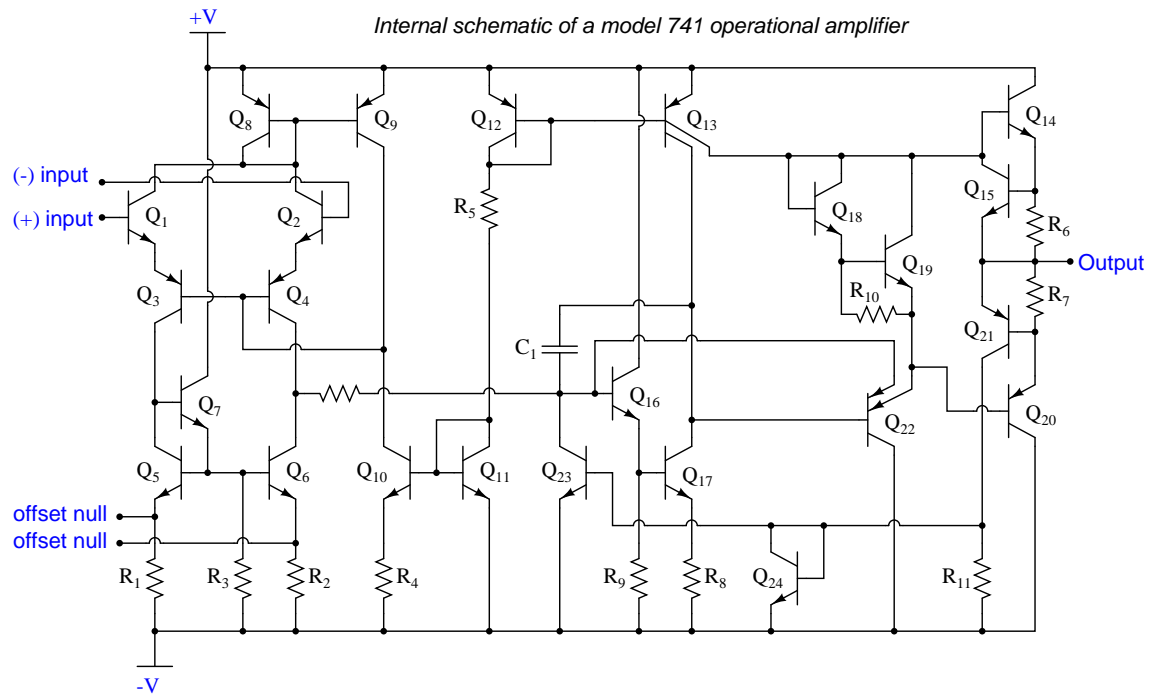 +V
Internal schematic of a model 741 operational amplifier
Q8
Q9
Q12
Q13
Q14
(-) input
(+) input
Q1
Q2
R5
Q18
Q15
R6
Q19
Output
Q3
Q4
R10
R7
C1
Q21
Q7
Q16
Q22
Q20
Q5
Q6
Q10
Q11
Q23
Q17
offset null
offset null
R1
R3
R2
R4
R9
R8
Q24
R11
-V